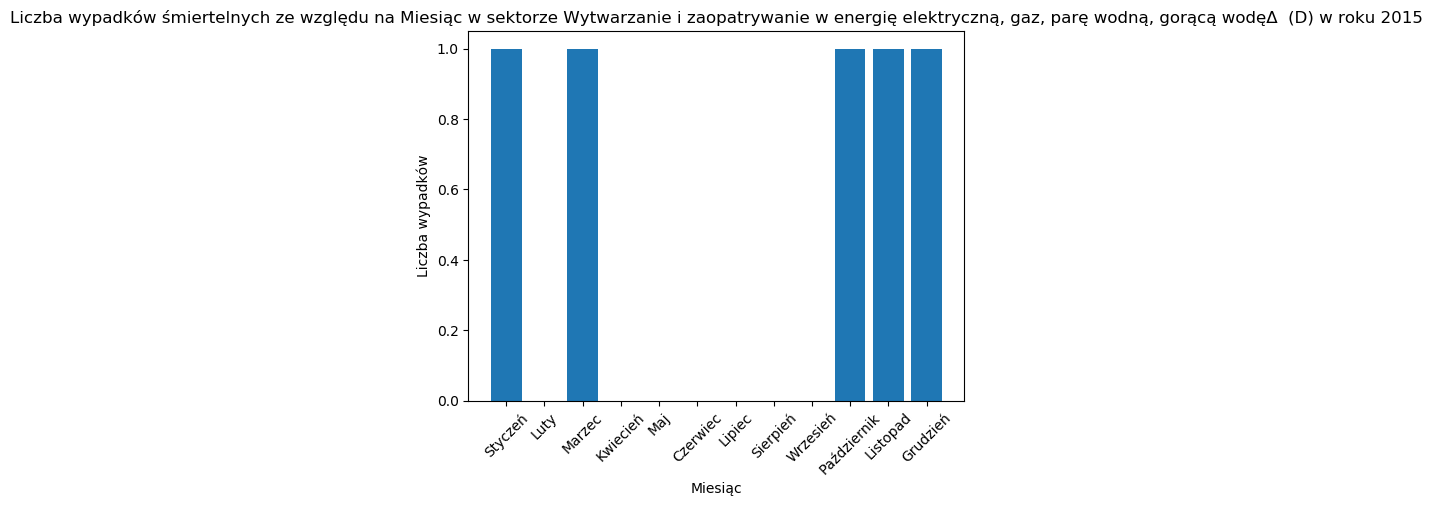 Liczba wypadków śmiertelnych ze względu na Miesiąc w sektorze Wytwarzanie i zaopatrywanie w energię elektryczną, gaz, parę wodną, gorącą wodęΔ  (D) w roku 2015
1.0
0.8
0.6
0.4
0.2
0.0
Liczba wypadków
Styczeń
Luty
Marzec
Kwiecień
Maj
Czerwiec
Lipiec
Sierpień
Wrzesień
Październik
Listopad
Grudzień
Miesiąc